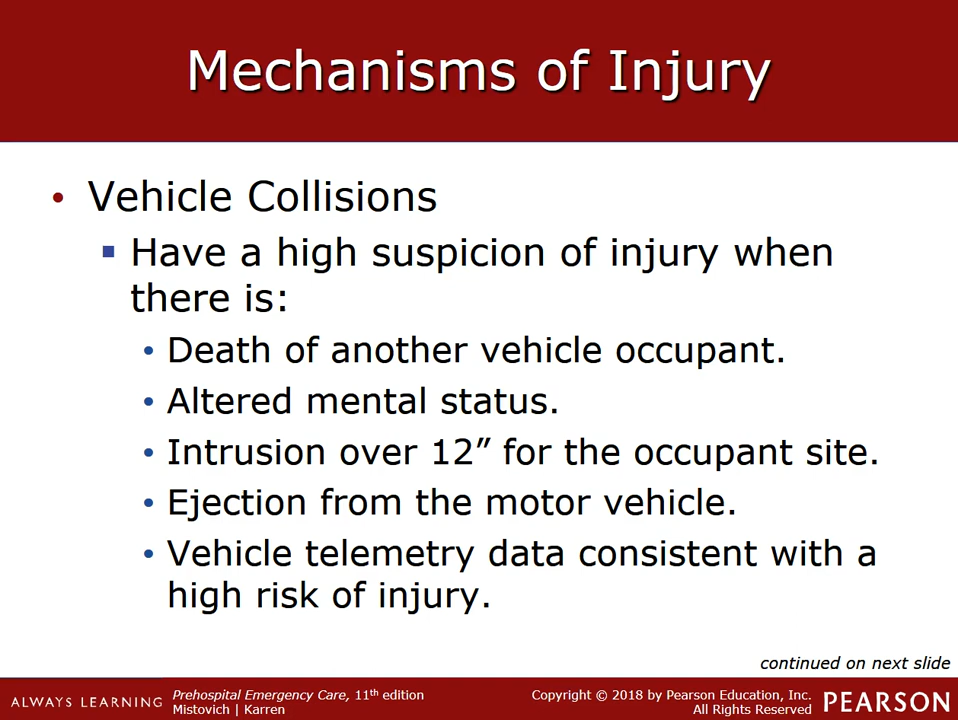 Mechanisms of Injury
• Vehicle Collisions
▪ Have a high suspicion of injury when
there is:
• Death of another vehicle occupant.
• Altered mental status.
• Intrusion over 12” for the occupant site.
• Ejection from the motor vehicle.
• Vehicle telemetry data consistent with a
high risk of injury.
continued on next slide
ALWAYS LEARNING
Prehospital Emergency Care, 11th edition
Mistovich | Karren
Copyright © 2018 by Pearson Education, Inc.
All Rights Reserved
PEARSON